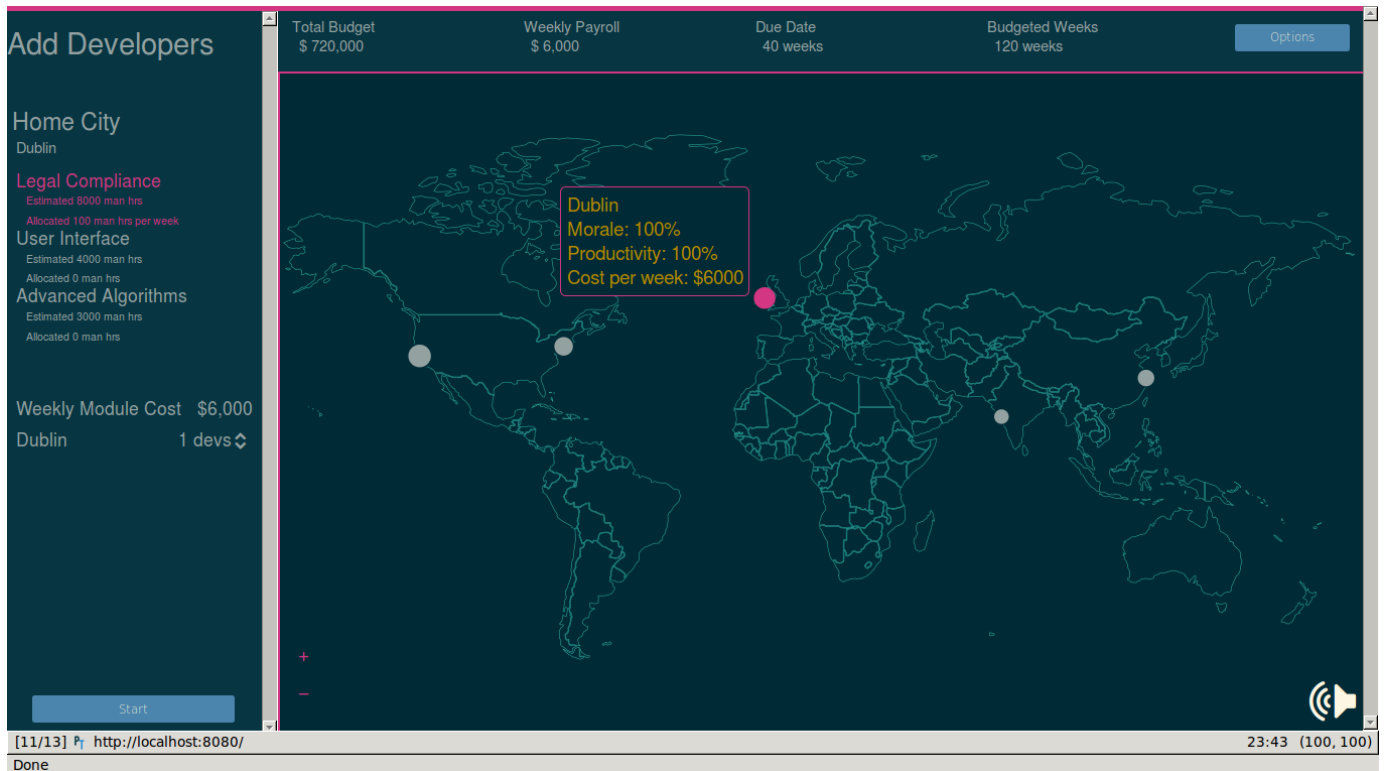 Add Developers
Home City
Dublin
Legal Compliance
Estimated 8000 man hrs
Allocated 100 man hrs per week
User Interface
Estimated 4000 man hrs
Allocated 0 man hrs
Advanced Algorithms
Estimated 3000 man hrs
Allocated 0 man hrs
Weekly Module Cost $6,000
Dublin 1 devs
Start
Total Budget Weekly Payroll Due Date Budgeted Weeks
$ 720,000 $ 6,000 40 weeks 120 weeks
Options
Dublin
Morale: 100%
Productivity: 100%
Cost per week: $6000
+
−
[11/13] PT http://localhost:8080/ 23:43 (100, 100)
Done